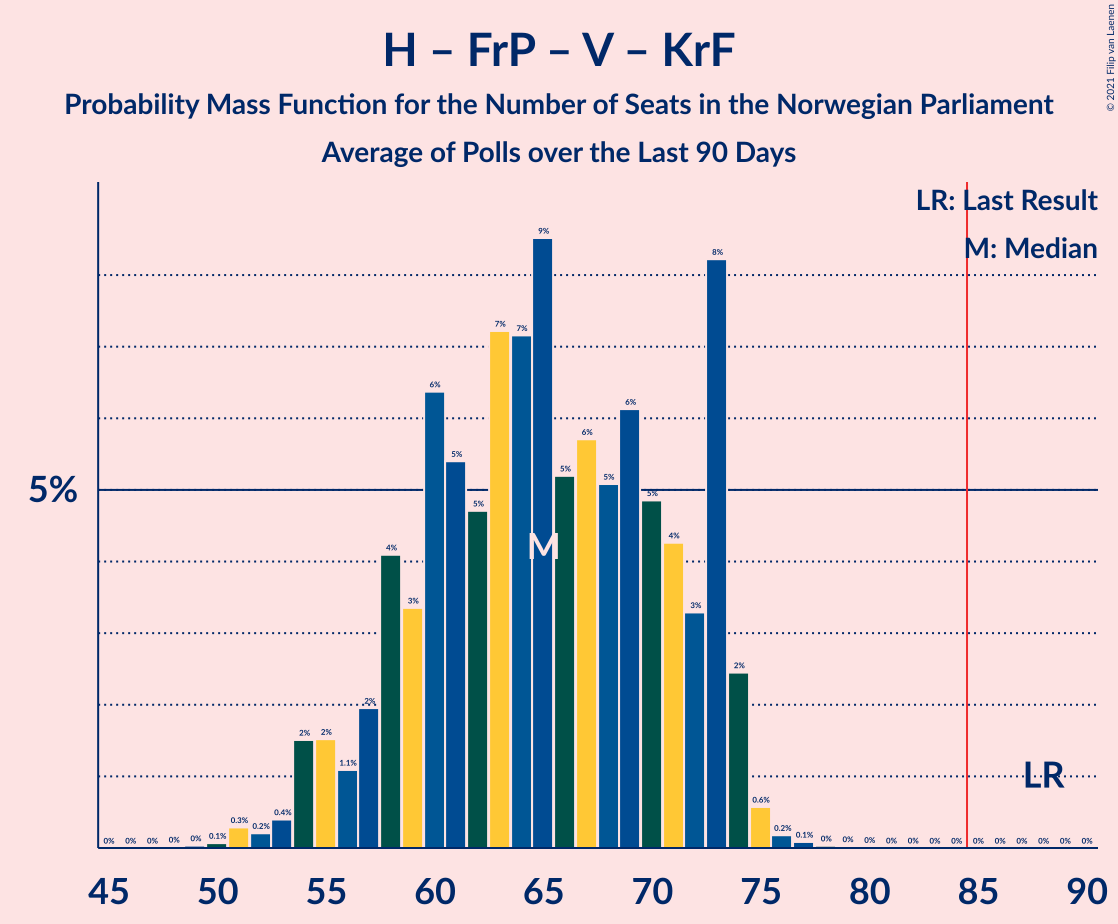 H – FrP – V – KrF
Probability Mass Function for the Number of Seats in the Norwegian Parliament
Average of Polls over the Last 90 Days
© 2021 Filip van Laenen
LR: Last Result
M: Median
5%
0% 0% 0% 0% 0% 0.1% 0.3% 0.2% 0.4% 2% 2% 1.1% 2% 4% 3% 6% 5% 5% 7% 7% 9% 5% 6% 5% 6% 5% 4% 3% 8% 2% 0.6% 0.2% 0.1% 0% 0% 0% 0% 0% 0% 0% 0% 0% 0% 0% 0% 0%
M
LR
45 50 55 60 65 70 75 80 85 90